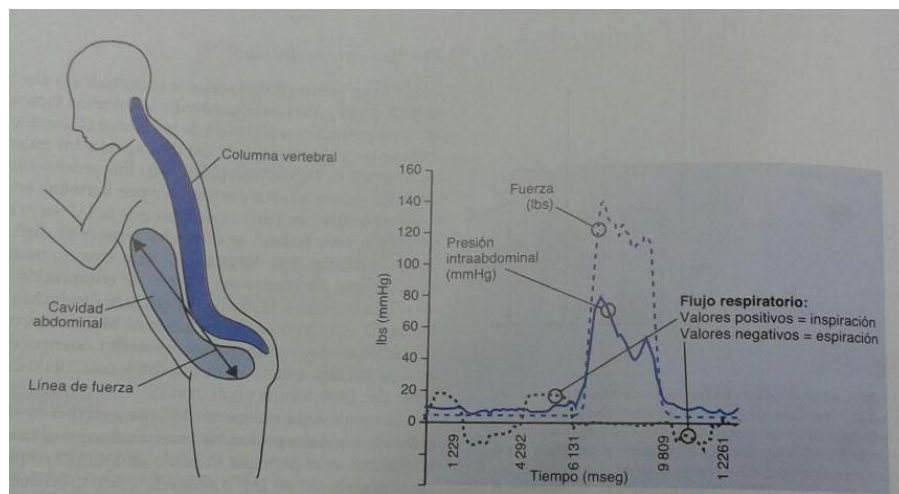 Columna vertebral
Cavidad
abdominal
Línea de fuerza
lbs (mmHg)
160
140
120
100
80
60
40
20
0
Fuerza
(lbs)
Presión
intraabdominal
(mmHg)
Flujo respiratorio:
Valores positivos = inspiración
Valores negativos = espiración
1 229
4 292
6 131
9 809
1 2261
Tiempo (mseg)